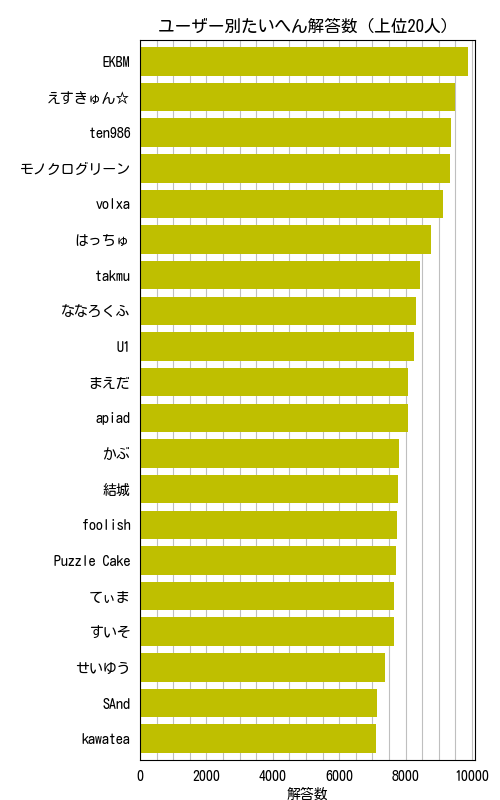 ユーザー別たいへん解答数（上位20人）
EKBM
えすきゅん☆
ten986
モノクログリーン
volxa
はっちゅ
takmu
ななろくふ
U1
まえだ
apiad
かぶ
結城
foolish
Puzzle Cake
てぃま
すいそ
せいゆう
SAnd
kawatea
0 2000 4000 6000 8000 10000
解答数